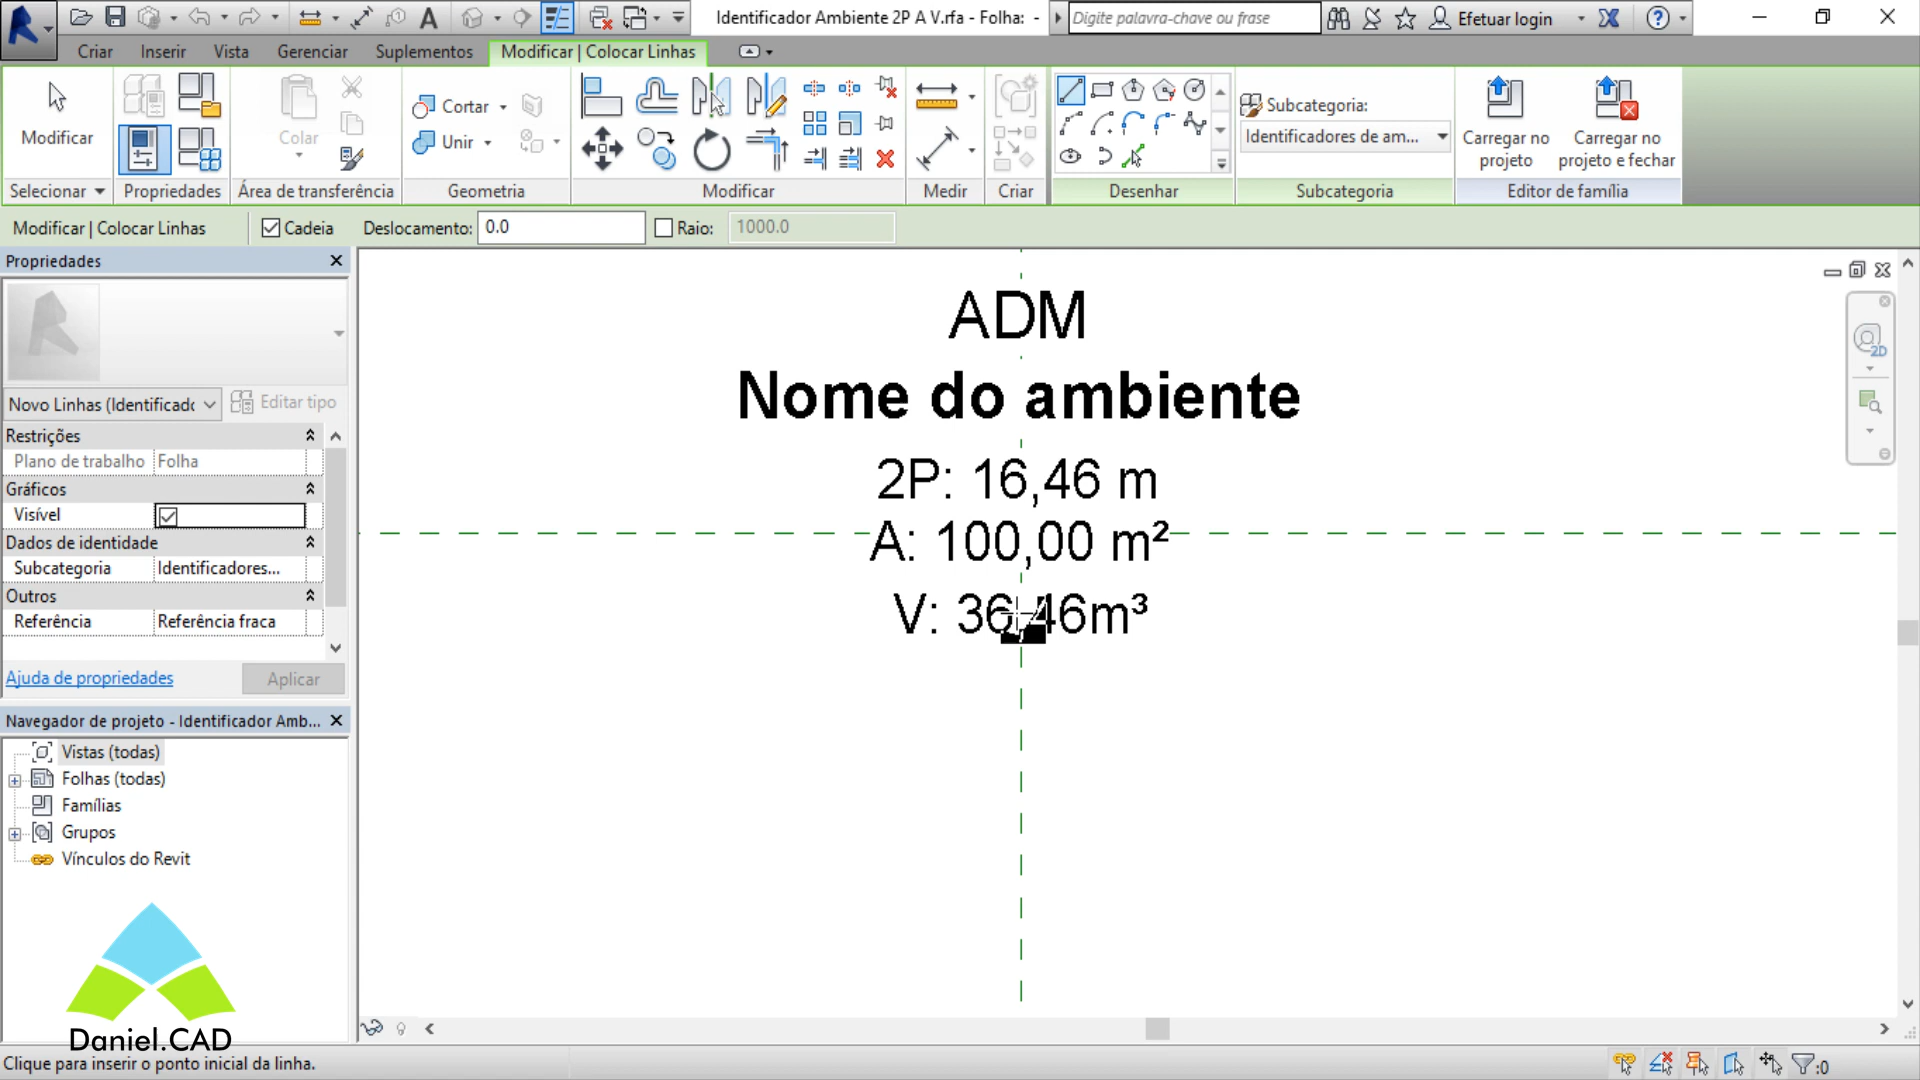 Identificador Ambiente 2P A V.rfa - Folha: -
Digite palavra-chave ou frase
Efetuar login
Criar
Inserir
Vista
Gerenciar
Suplementos
Modificar | Colocar Linhas
Modificar
Colar
Cortar
Unir
Subcategoria:
Identificadores de am...
Carregar no projeto
Carregar no projeto e fechar
Selecionar
Propriedades
Área de transferência
Geometria
Modificar
Medir
Criar
Desenhar
Subcategoria
Editor de família
Modificar | Colocar Linhas
Cadeia
Deslocamento:
0.0
Raio:
1000.0
Propriedades
Novo Linhas (Identificadc
Editar tipo
Restrições
Plano de trabalho
Folha
Gráficos
Visível
Dados de identidade
Subcategoria
Identificadores...
Outros
Referência
Referência fraca
Ajuda de propriedades
Aplicar
Navegador de projeto - Identificador Amb...
Vistas (todas)
Folhas (todas)
Famílias
Grupos
Vínculos do Revit
Daniel.CAD
Clique para inserir o ponto inicial da linha.
ADM
Nome do ambiente
2P: 16,46 m
A: 100,00 m²
V: 36,46m³
2D
:0